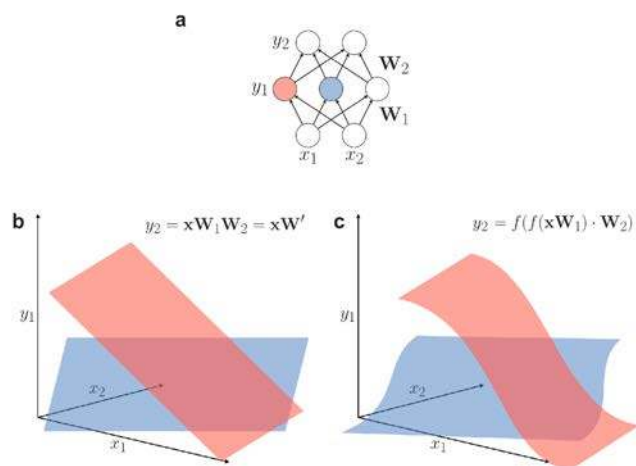 a
y₂
W₂
y₁
W₁
x₁ x₂
b
y₂ = xW₁W₂ = xW′
y₁
x₂
x₁
c
y₂ = f(f(xW₁) · W₂)
y₁
x₂
x₁